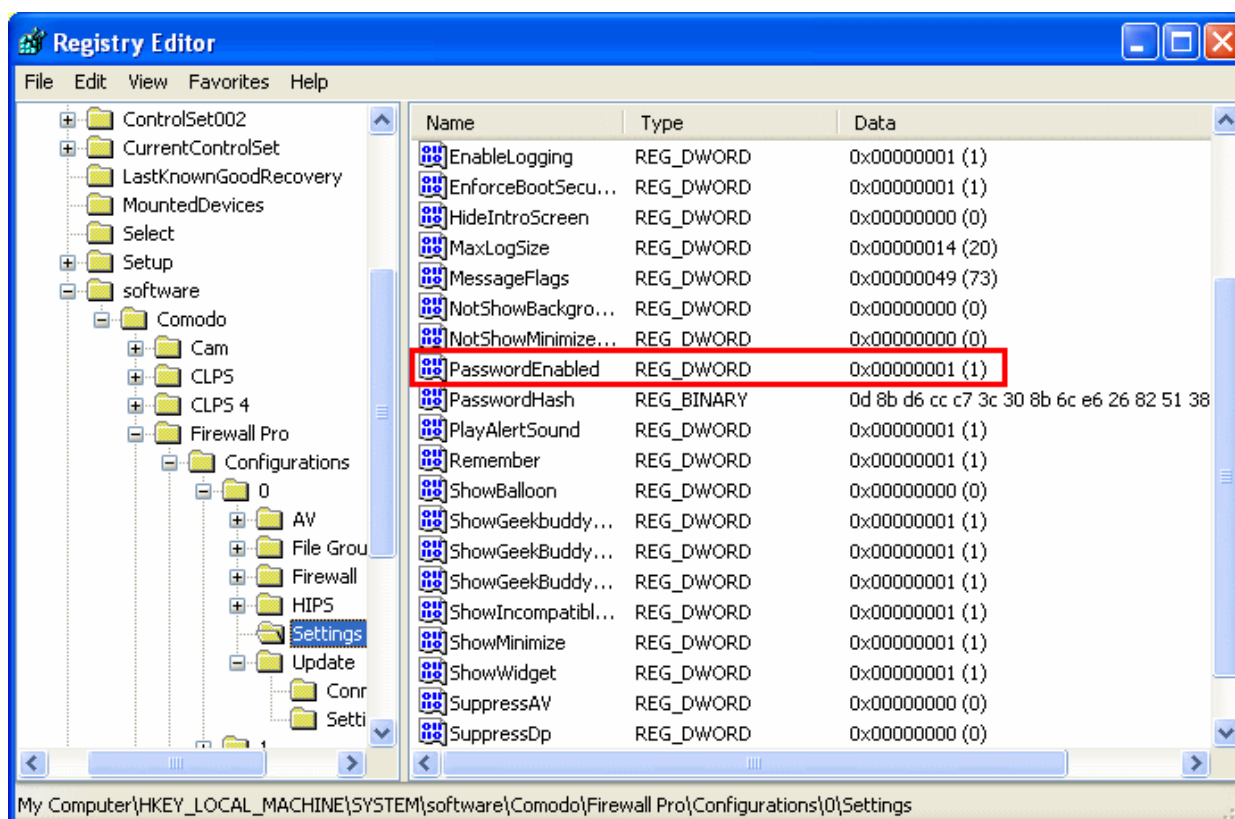 Registry Editor
File Edit View Favorites Help
ControlSet002
CurrentControlSet
LastKnownGoodRecovery
MountedDevices
Select
Setup
software
Comodo
Cam
CLPS
CLPS 4
Firewall Pro
Configurations
0
AV
File Grou
Firewall
HIPS
Settings
Update
Conr
Setti
1
Name Type Data
EnableLogging REG_DWORD 0x00000001 (1)
EnforceBootSecu... REG_DWORD 0x00000001 (1)
HideIntroScreen REG_DWORD 0x00000000 (0)
MaxLogSize REG_DWORD 0x00000014 (20)
MessageFlags REG_DWORD 0x00000049 (73)
NotShowBackgro... REG_DWORD 0x00000000 (0)
NotShowMinimize... REG_DWORD 0x00000000 (0)
PasswordEnabled REG_DWORD 0x00000001 (1)
PasswordHash REG_BINARY 0d 8b d6 cc c7 3c 30 8b 6c e6 26 82 51 38
PlayAlertSound REG_DWORD 0x00000001 (1)
Remember REG_DWORD 0x00000001 (1)
ShowBalloon REG_DWORD 0x00000000 (0)
ShowGeekbuddy... REG_DWORD 0x00000001 (1)
ShowGeekBuddy... REG_DWORD 0x00000001 (1)
ShowGeekBuddy... REG_DWORD 0x00000001 (1)
ShowIncompatibl... REG_DWORD 0x00000001 (1)
ShowMinimize REG_DWORD 0x00000001 (1)
ShowWidget REG_DWORD 0x00000001 (1)
SuppressAV REG_DWORD 0x00000000 (0)
SuppressDp REG_DWORD 0x00000000 (0)
My Computer\HKEY_LOCAL_MACHINE\SYSTEM\software\Comodo\Firewall Pro\Configurations\0\Settings